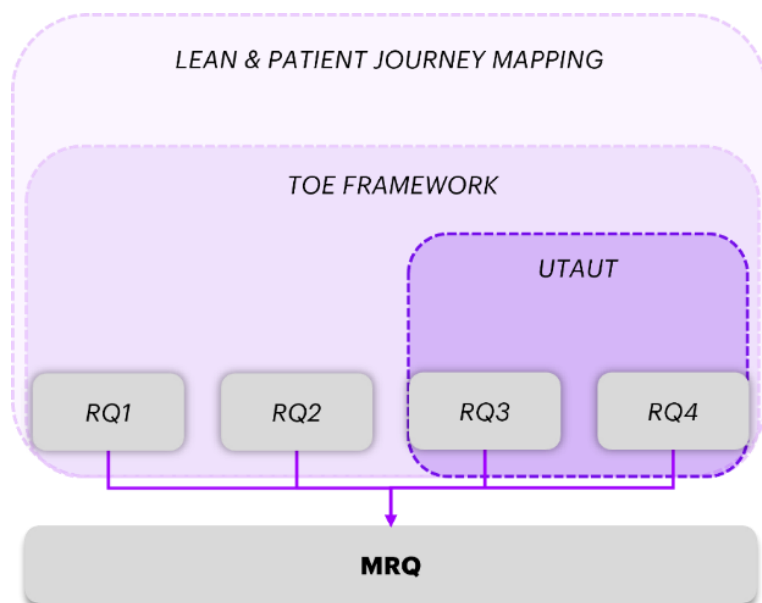 LEAN & PATIENT JOURNEY MAPPING
TOE FRAMEWORK
UTAUT
RQ1
RQ2
RQ3
RQ4
MRQ